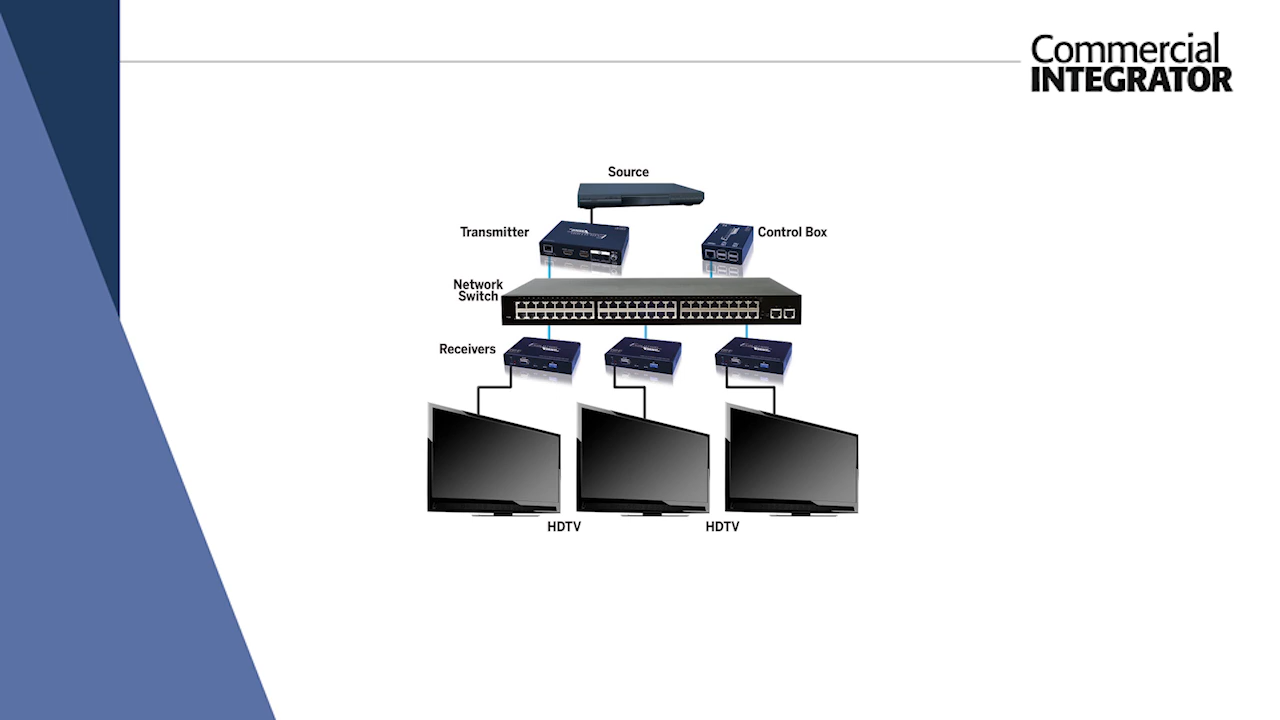 Commercial
INTEGRATOR
Source
Transmitter
Control Box
Network
Switch
Receivers
HDTV
HDTV